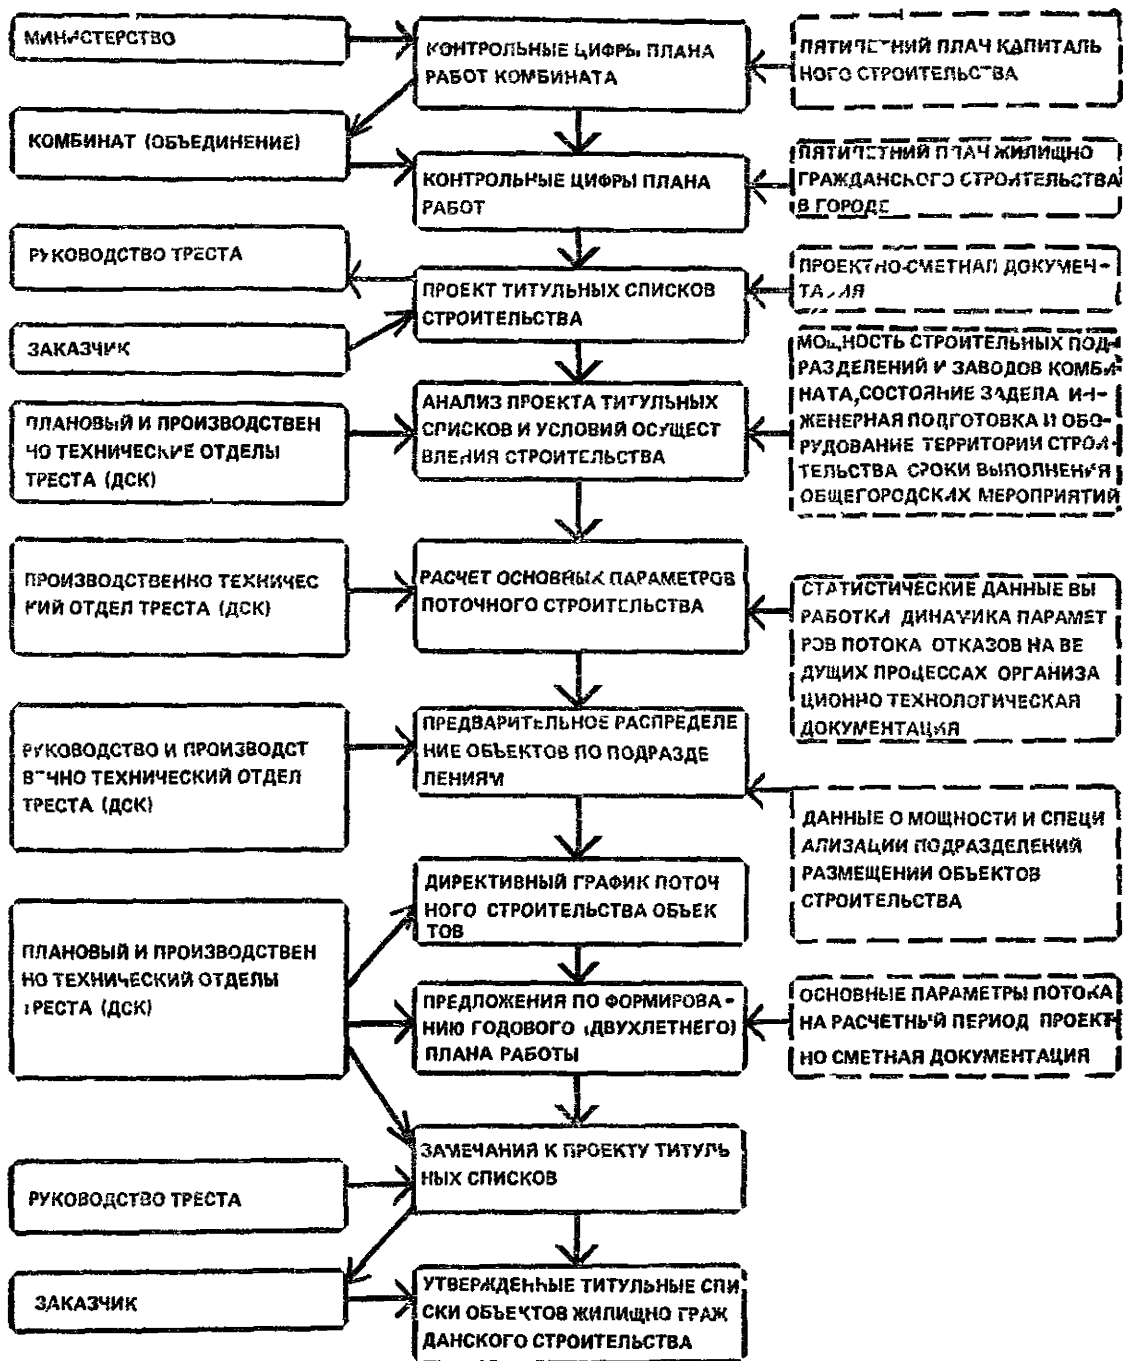 МИНИСТЕРСТВО
КОНТРОЛЬНЫЕ ЦИФРЫ ПЛАНА
РАБОТ КОМБИНАТА
ПЯТИЛЕТНИЙ ПЛАН КАПИТАЛЬ
НОГО СТРОИТЕЛЬСТВА
КОМБИНАТ (ОБЪЕДИНЕНИЕ)
КОНТРОЛЬНЫЕ ЦИФРЫ ПЛАНА
РАБОТ
ПЯТИЛЕТНИЙ ПЛАН ЖИЛИЩНО
ГРАЖДАНСКОГО СТРОИТЕЛЬСТВА
В ГОРОДЕ
РУКОВОДСТВО ТРЕСТА
ПРОЕКТ ТИТУЛЬНЫХ СПИСКОВ
СТРОИТЕЛЬСТВА
ПРОЕКТНО-СМЕТНАЯ ДОКУМЕН-
ТАЦИЯ
ЗАКАЗЧИК
ПЛАНОВЫЙ И ПРОИЗВОДСТВЕН
НО ТЕХНИЧЕСКИЕ ОТДЕЛЫ
ТРЕСТА (ДСК)
АНАЛИЗ ПРОЕКТА ТИТУЛЬНЫХ
СПИСКОВ И УСЛОВИЙ ОСУЩЕСТ
ВЛЕНИЯ СТРОИТЕЛЬСТВА
МОЩНОСТЬ СТРОИТЕЛЬНЫХ ПОД-
РАЗДЕЛЕНИЙ И ЗАВОДОВ КОМБИ-
НАТА, СОСТОЯНИЕ ЗАДЕЛА ИН-
ЖЕНЕРНАЯ ПОДГОТОВКА И ОБО-
РУДОВАНИЕ ТЕРРИТОРИИ СТРОИ-
ТЕЛЬСТВА СРОКИ ВЫПОЛНЕНИЯ
ОБЩЕГОРОДСКИХ МЕРОПРИЯТИЙ
ПРОИЗВОДСТВЕННО ТЕХНИЧЕС
КИЙ ОТДЕЛ ТРЕСТА (ДСК)
РАСЧЕТ ОСНОВНЫХ ПАРАМЕТРОВ
ПОТОЧНОГО СТРОИТЕЛЬСТВА
СТАТИСТИЧЕСКИЕ ДАННЫЕ ВЫ
РАБОТКИ ДИНАМИКА ПАРАМЕТ
РОВ ПОТОКА ОТКАЗОВ НА ВЕ
ДУЩИХ ПРОЦЕССАХ ОРГАНИЗА
ЦИОННО ТЕХНОЛОГИЧЕСКАЯ
ДОКУМЕНТАЦИЯ
РУКОВОДСТВО И ПРОИЗВОДСТ
ВЕННО ТЕХНИЧЕСКИЙ ОТДЕЛ
ТРЕСТА (ДСК)
ПРЕДВАРИТЕЛЬНОЕ РАСПРЕДЕЛЕ
НИЕ ОБЪЕКТОВ ПО ПОДРАЗДЕ
ЛЕНИЯМ
ДАННЫЕ О МОЩНОСТИ И СПЕЦИ
АЛИЗАЦИИ ПОДРАЗДЕЛЕНИЙ
РАЗМЕЩЕНИИ ОБЪЕКТОВ
СТРОИТЕЛЬСТВА
ДИРЕКТИВНЫЙ ГРАФИК ПОТОЧ
НОГО СТРОИТЕЛЬСТВА ОБЪЕК
ТОВ
ПЛАНОВЫЙ И ПРОИЗВОДСТВЕН
НО ТЕХНИЧЕСКИЙ ОТДЕЛЫ
ТРЕСТА (ДСК)
ПРЕДЛОЖЕНИЯ ПО ФОРМИРОВА-
НИЮ ГОДОВОГО (ДВУХЛЕТНЕГО)
ПЛАНА РАБОТЫ
ОСНОВНЫЕ ПАРАМЕТРЫ ПОТОКА
НА РАСЧЕТНЫЙ ПЕРИОД ПРОЕКТ-
НО СМЕТНАЯ ДОКУМЕНТАЦИЯ
ЗАМЕЧАНИЯ К ПРОЕКТУ ТИТУЛЬ
НЫХ СПИСКОВ
РУКОВОДСТВО ТРЕСТА
ЗАКАЗЧИК
УТВЕРЖДЕННЫЕ ТИТУЛЬНЫЕ СПИ
СКИ ОБЪЕКТОВ ЖИЛИЩНО ГРАЖ
ДАНСКОГО СТРОИТЕЛЬСТВА